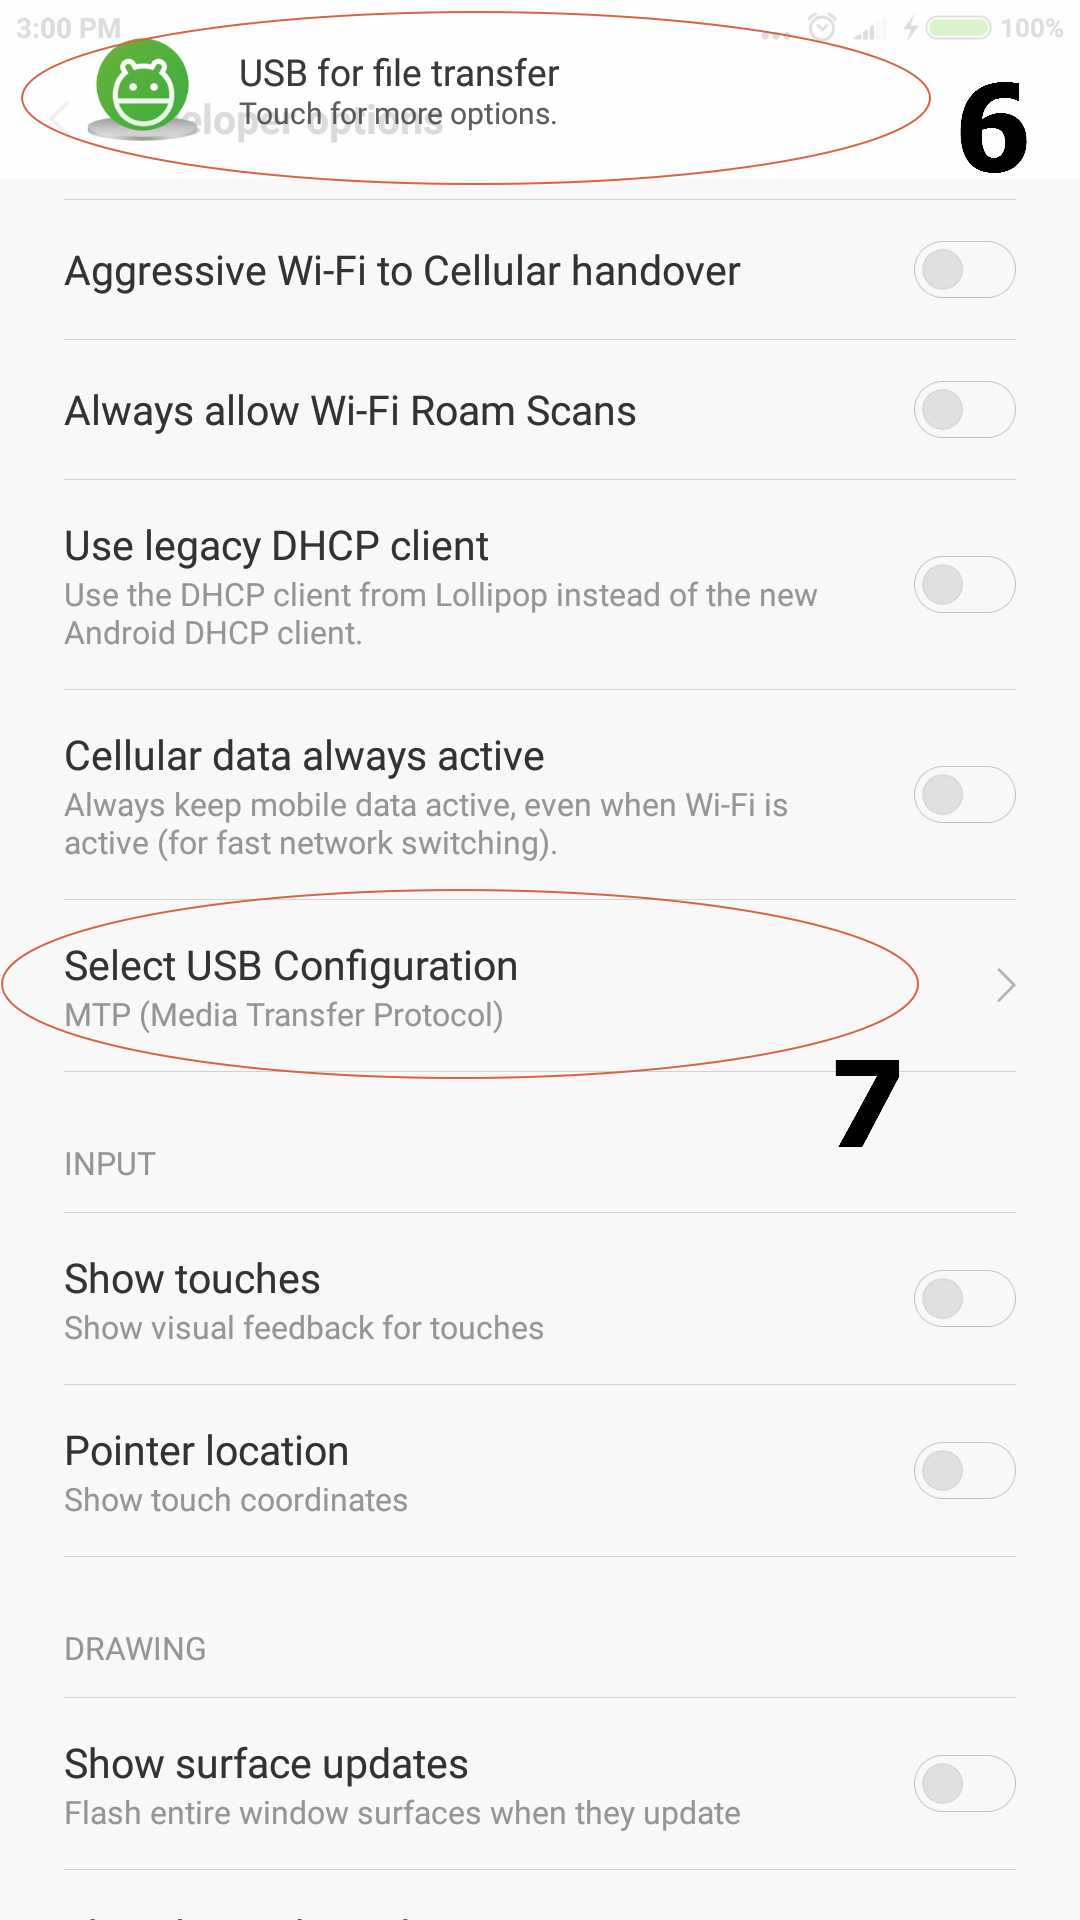 3:00 PM
100%
USB for file transfer
Touch for more options.
eloper options
6
Aggressive Wi-Fi to Cellular handover
Always allow Wi-Fi Roam Scans
Use legacy DHCP client
Use the DHCP client from Lollipop instead of the new
Android DHCP client.
Cellular data always active
Always keep mobile data active, even when Wi-Fi is
active (for fast network switching).
Select USB Configuration
MTP (Media Transfer Protocol)
7
INPUT
Show touches
Show visual feedback for touches
Pointer location
Show touch coordinates
DRAWING
Show surface updates
Flash entire window surfaces when they update